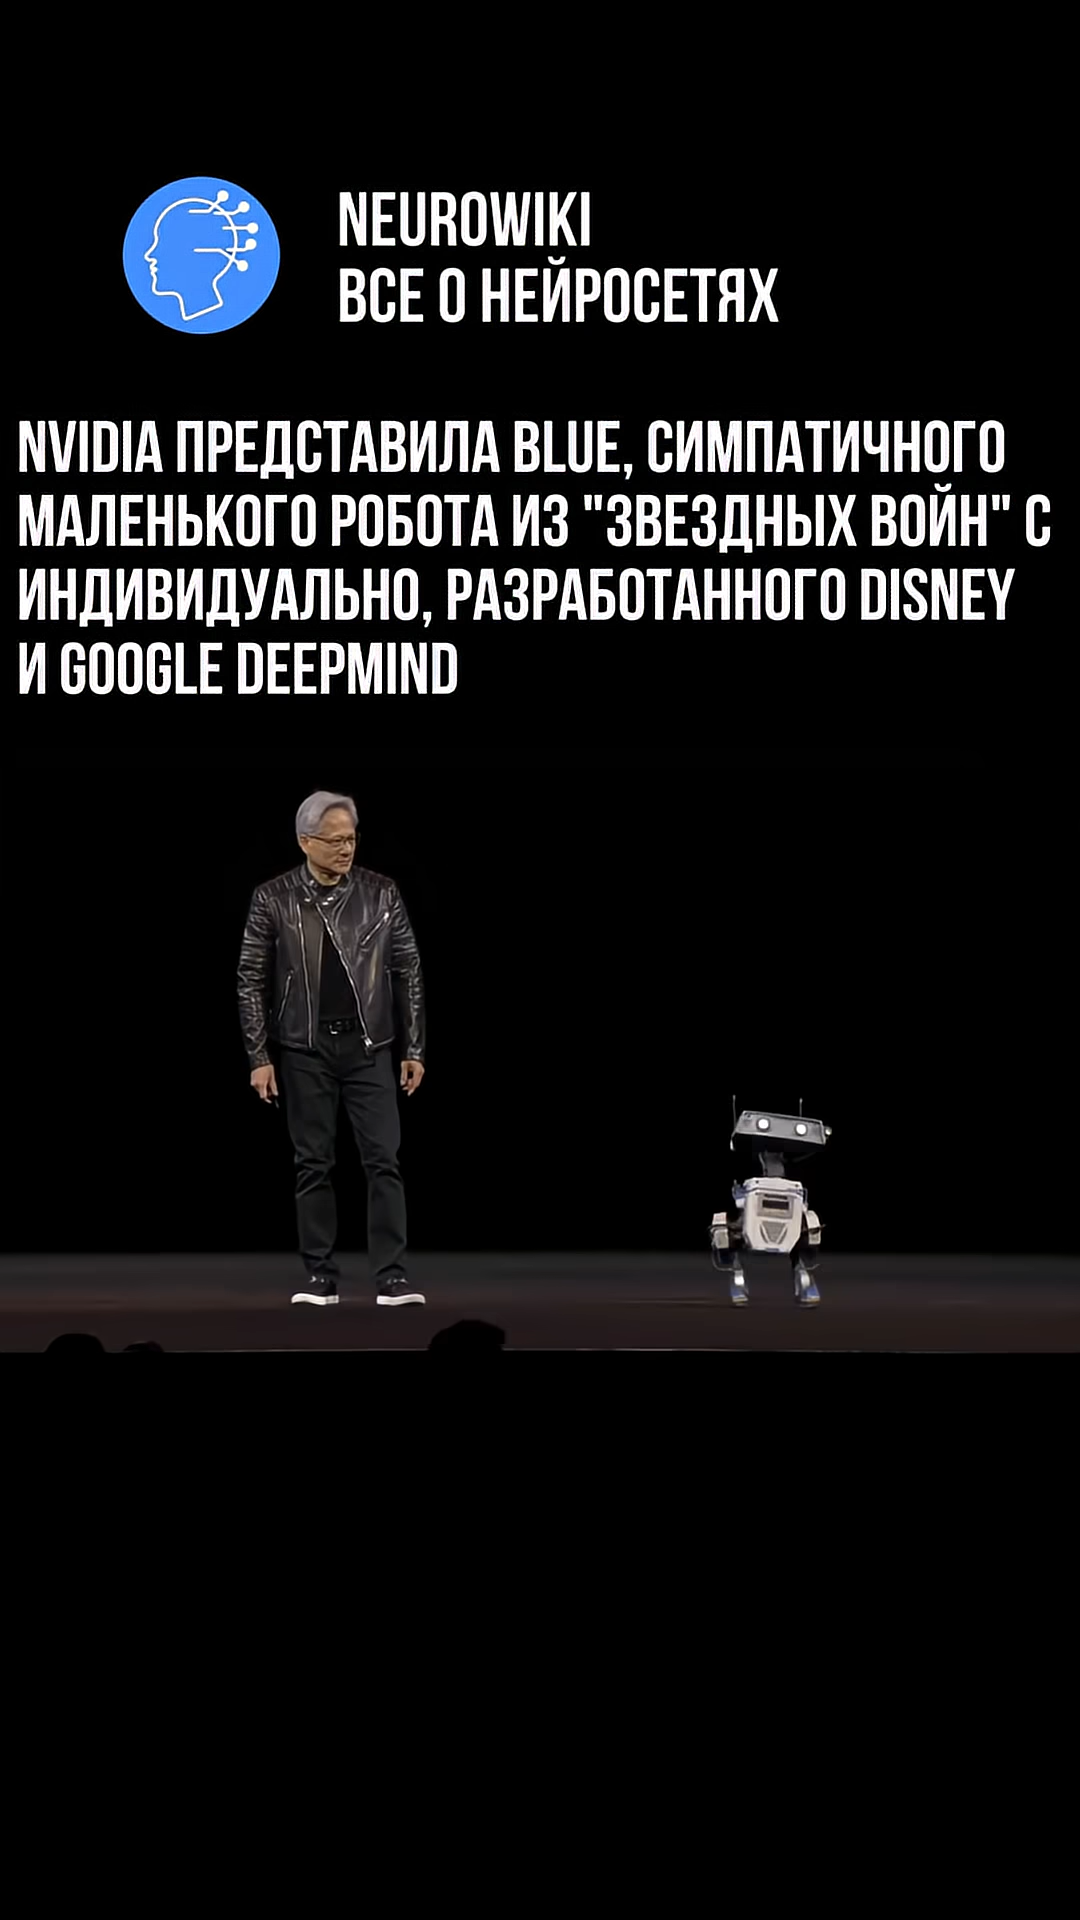 NEUROWIKI
ВСЕ О НЕЙРОСЕТЯХ
NVIDIA ПРЕДСТАВИЛА BLUE, СИМПАТИЧНОГО
МАЛЕНЬКОГО РОБОТА ИЗ "ЗВЕЗДНЫХ ВОЙН" С
ИНДИВИДУАЛЬНО, РАЗРАБОТАННОГО DISNEY
И GOOGLE DEEPMIND